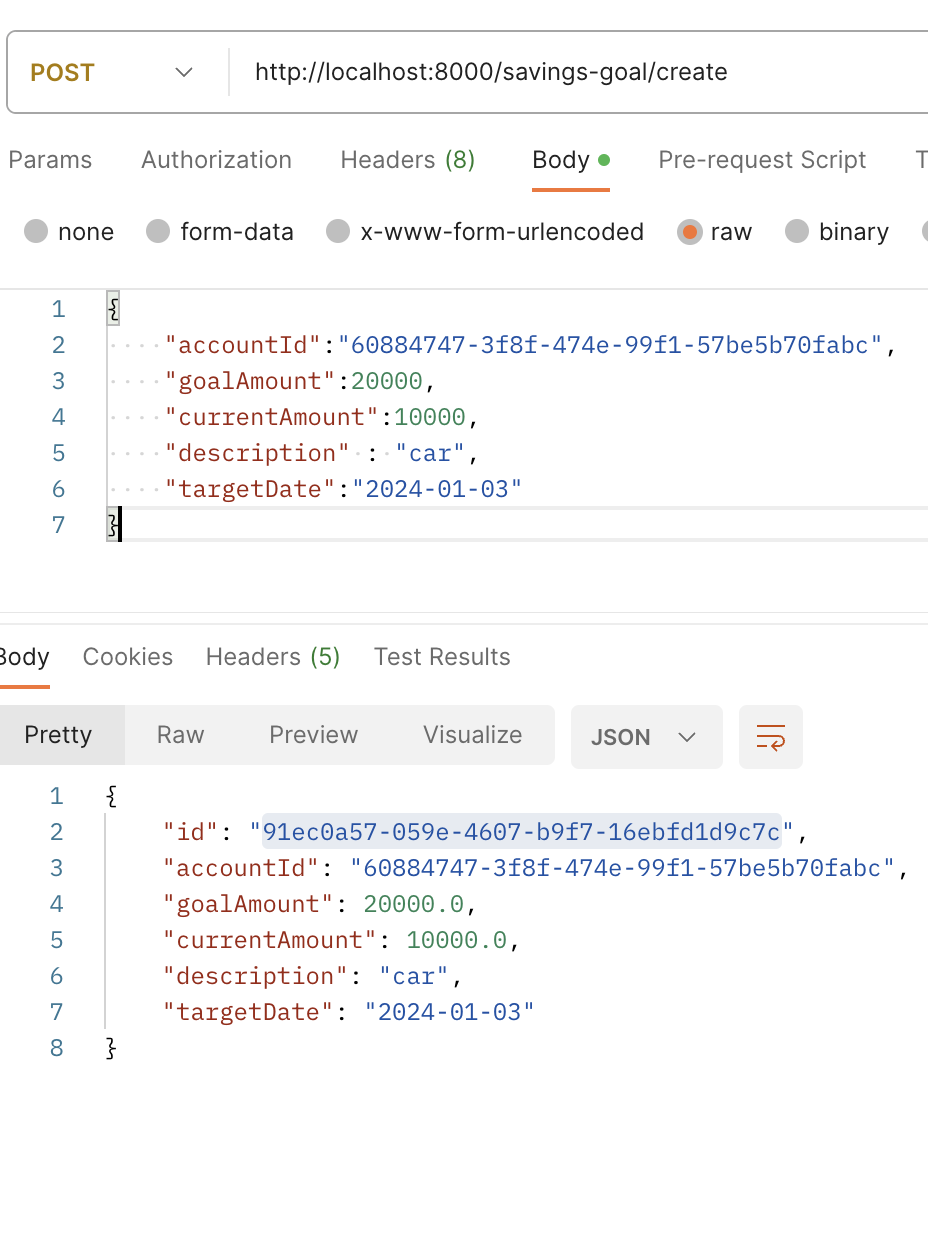 POST http://localhost:8000/savings-goal/create
Params Authorization Headers (8) Body Pre-request Script T
none form-data x-www-form-urlencoded raw binary
1 {
2 "accountId":"60884747-3f8f-474e-99f1-57be5b70fabc",
3 "goalAmount":20000,
4 "currentAmount":10000,
5 "description" : "car",
6 "targetDate":"2024-01-03"
7 }
Body Cookies Headers (5) Test Results
Pretty Raw Preview Visualize JSON
1 {
2 "id": "91ec0a57-059e-4607-b9f7-16ebfd1d9c7c",
3 "accountId": "60884747-3f8f-474e-99f1-57be5b70fabc",
4 "goalAmount": 20000.0,
5 "currentAmount": 10000.0,
6 "description": "car",
7 "targetDate": "2024-01-03"
8 }